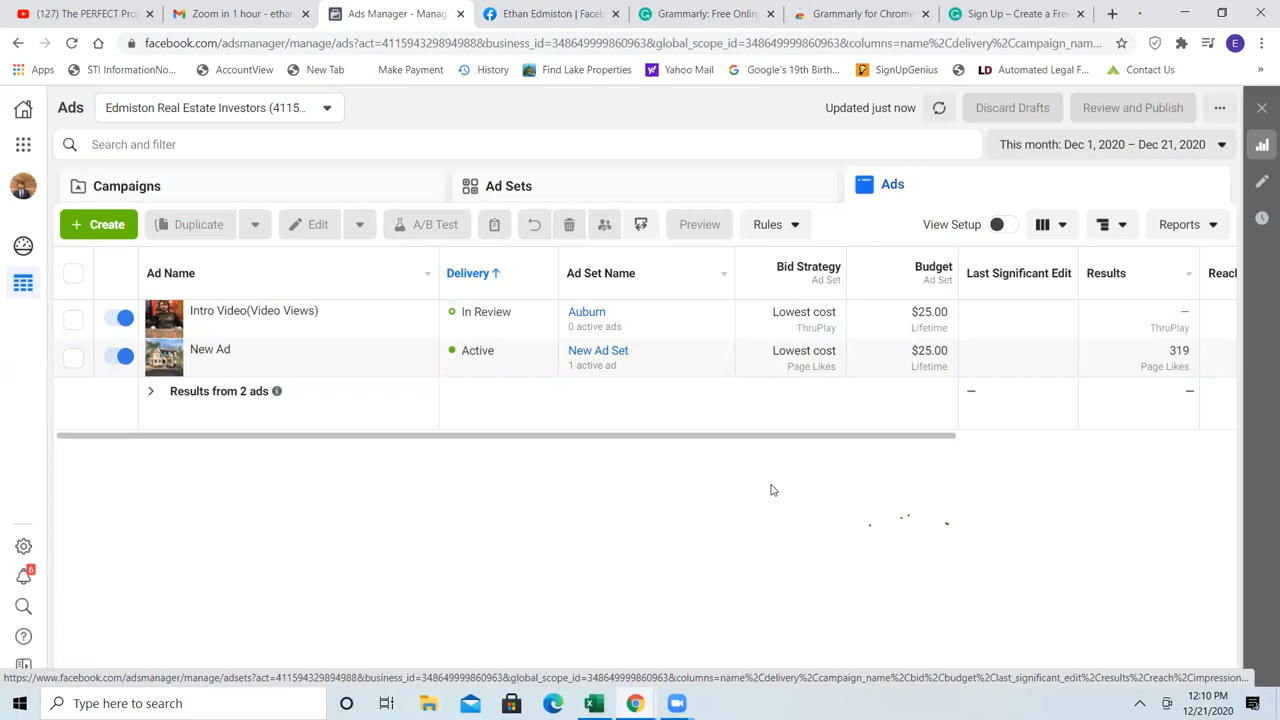 (127) The PERFECT Pro
Zoom in 1 hour - ethan
Ads Manager - Manag
Ethan Edmiston | Faceb
Grammarly: Free Onlin
Grammarly for Chrome
Sign Up – Create a Free
facebook.com/adsmanager/manage/ads?act=411594329894988&business_id=348649999860963&global_scope_id=348649999860963&columns=name%2Cdelivery%2Ccampaign_nam...
E
Apps STI InformationNo... AccountView New Tab Make Payment History Find Lake Properties Yahoo Mail Google's 19th Birth... SignUpGenius LD Automated Legal F... Contact Us »
Ads
Edmiston Real Estate Investors (4115...
Updated just now
Discard Drafts
Review and Publish
Search and filter
This month: Dec 1, 2020 – Dec 21, 2020
Campaigns
Ad Sets
Ads
+ Create Duplicate Edit A/B Test Preview Rules View Setup Reports
Ad Name Delivery ↑ Ad Set Name Bid Strategy Budget Last Significant Edit Results Reac
Ad Set Ad Set
Intro Video(Video Views) In Review Auburn Lowest cost $25.00 —
0 active ads ThruPlay Lifetime ThruPlay
New Ad Active New Ad Set Lowest cost $25.00 319
1 active ad Page Likes Lifetime Page Likes
Results from 2 ads — —
6
https://www.facebook.com/adsmanager/manage/adsets?act=411594329894988&business_id=348649999860963&global_scope_id=348649999860963&columns=name%2Cdelivery%2Ccampaign_name%2Cbid%2Cbudget%2Clast_significant_edit%2Cresults%2Creach%2Cimpression...
Type here to search
12:10 PM
12/21/2020